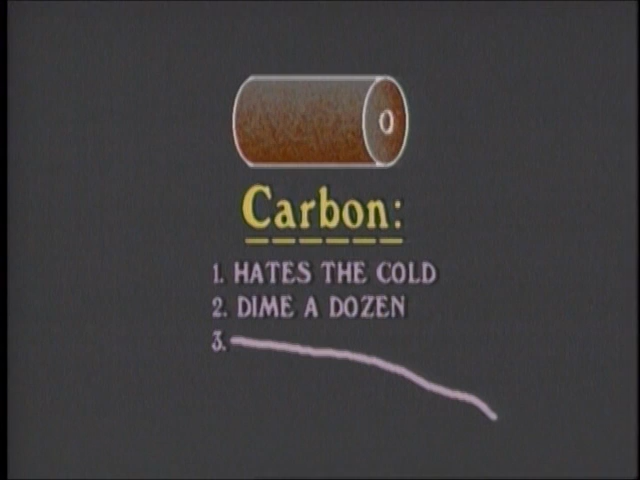 Carbon:
1. HATES THE COLD
2. DIME A DOZEN
3.